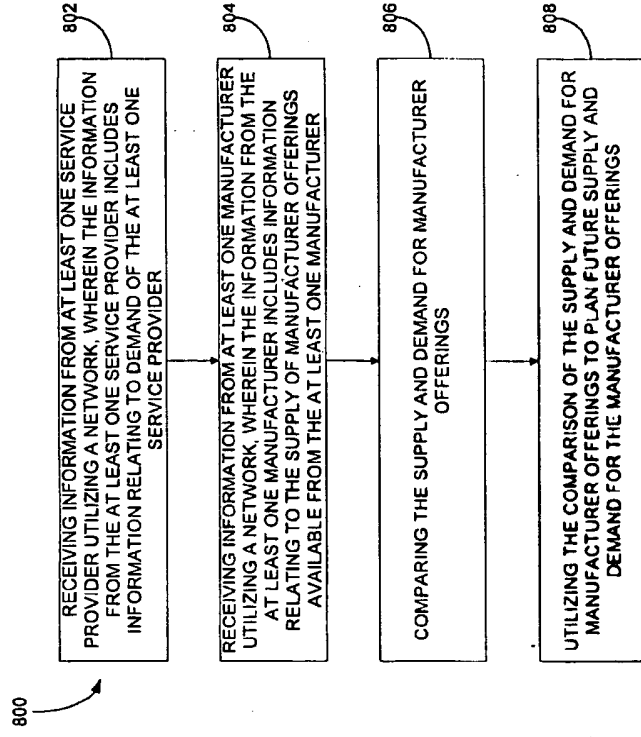 800
802
RECEIVING INFORMATION FROM AT LEAST ONE SERVICE
PROVIDER UTILIZING A NETWORK, WHEREIN THE INFORMATION
FROM THE AT LEAST ONE SERVICE PROVIDER INCLUDES
INFORMATION RELATING TO DEMAND OF THE AT LEAST ONE
SERVICE PROVIDER
804
RECEIVING INFORMATION FROM AT LEAST ONE MANUFACTURER
UTILIZING A NETWORK, WHEREIN THE INFORMATION FROM THE
AT LEAST ONE MANUFACTURER INCLUDES INFORMATION
RELATING TO THE SUPPLY OF MANUFACTURER OFFERINGS
AVAILABLE FROM THE AT LEAST ONE MANUFACTURER
806
COMPARING THE SUPPLY AND DEMAND FOR MANUFACTURER
OFFERINGS
808
UTILIZING THE COMPARISON OF THE SUPPLY AND DEMAND FOR
MANUFACTURER OFFERINGS TO PLAN FUTURE SUPPLY AND
DEMAND FOR THE MANUFACTURER OFFERINGS